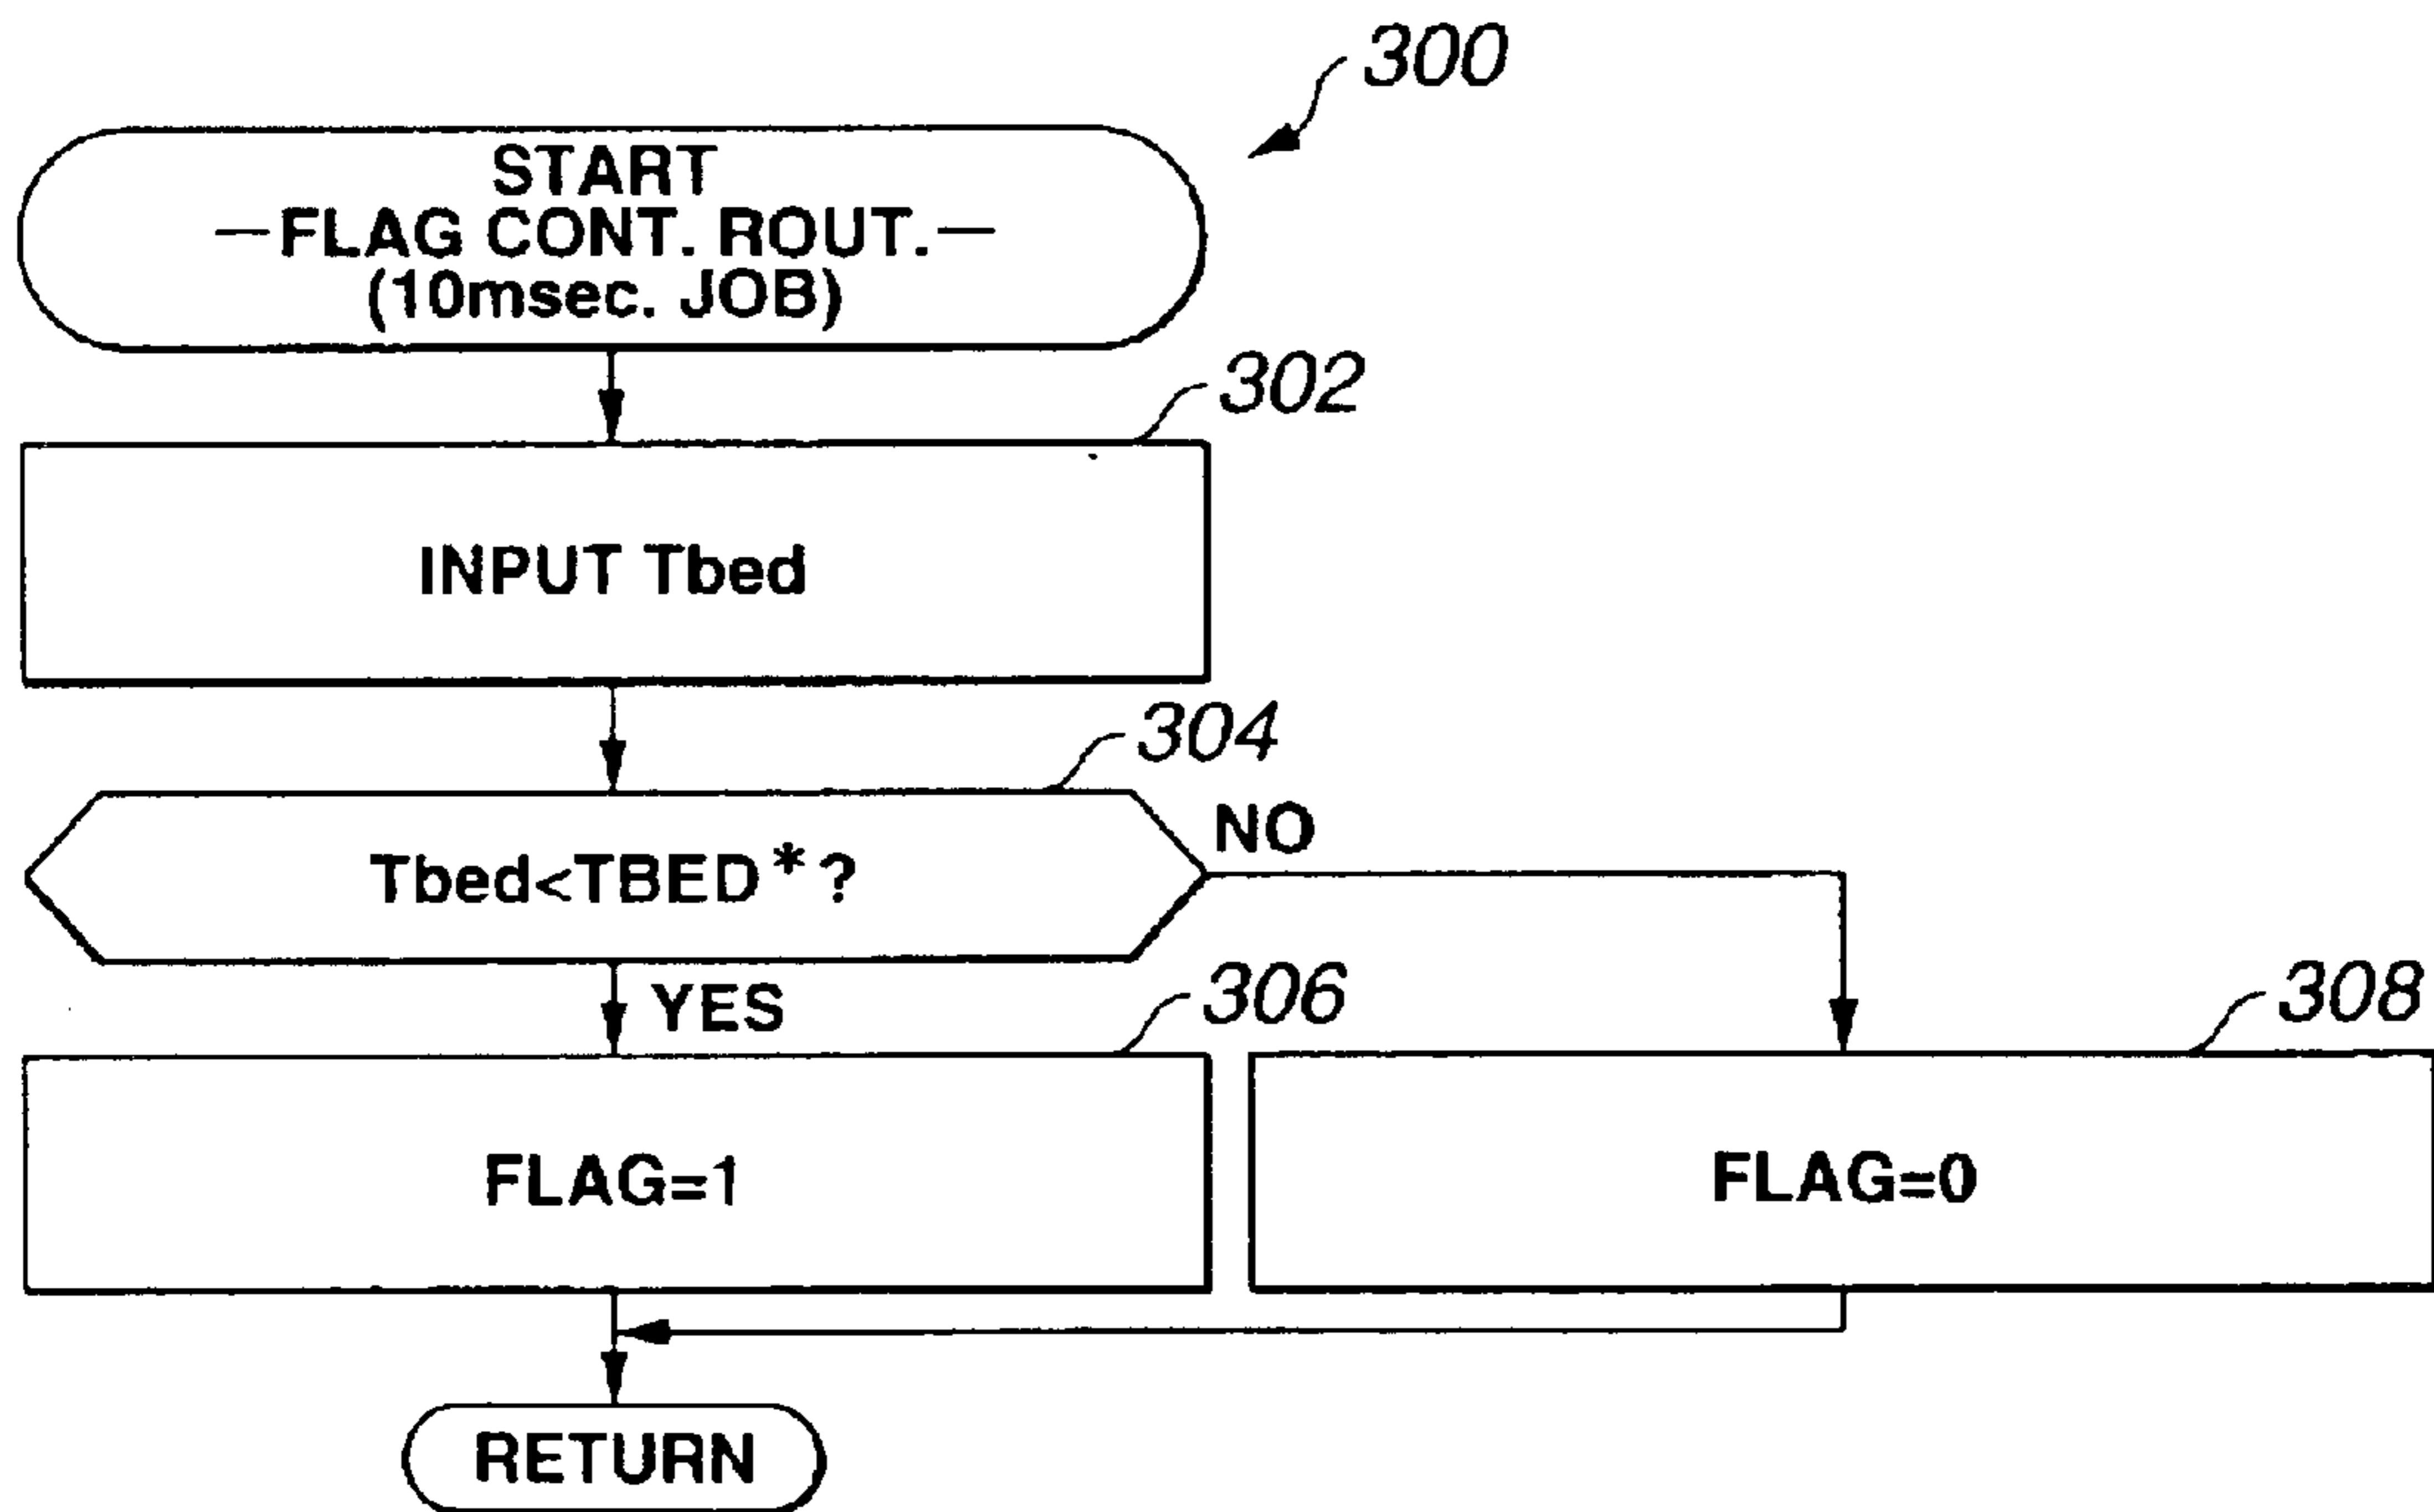 300
START
—FLAG CONT. ROUT.—
(10msec. JOB)
302
INPUT Tbed
304
Tbed<TBED*?
NO
YES
306
308
FLAG=1
FLAG=0
RETURN